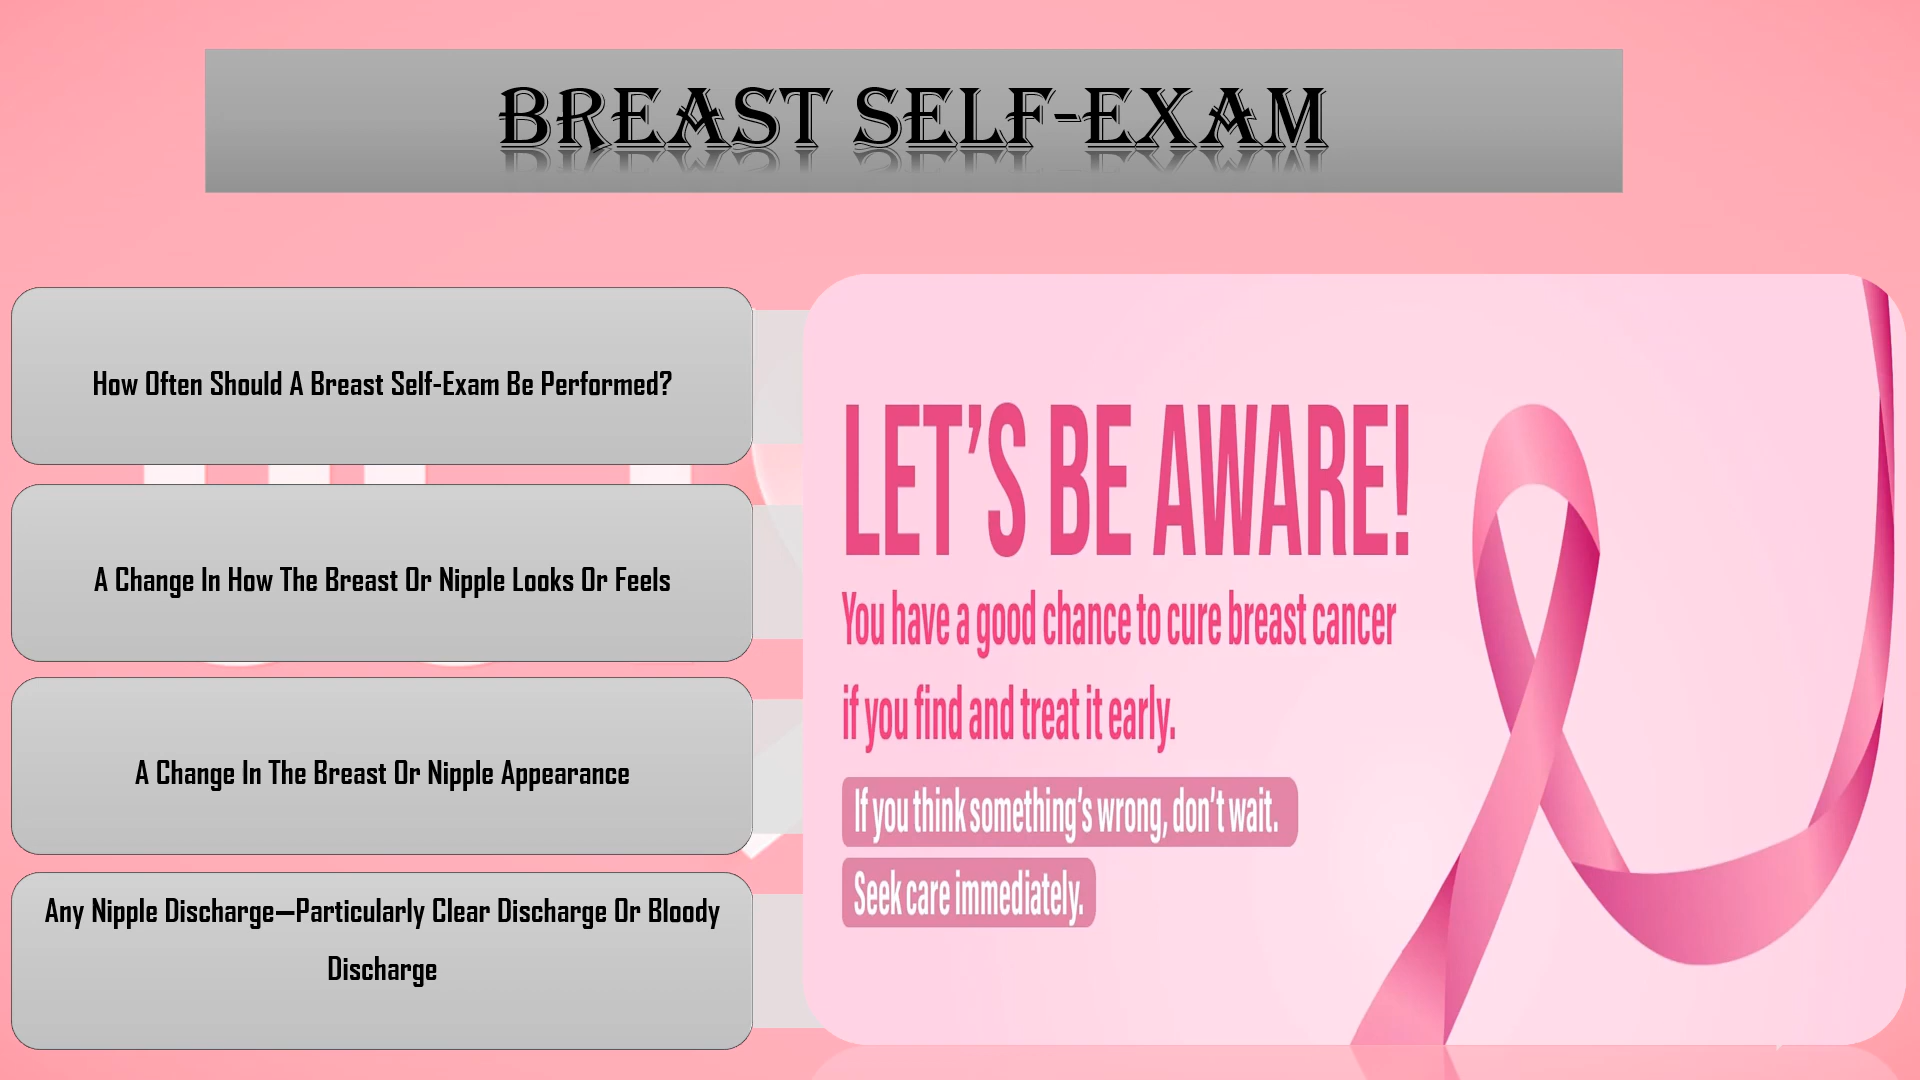 BREAST SELF-EXAM
How Often Should A Breast Self-Exam Be Performed?
A Change In How The Breast Or Nipple Looks Or Feels
A Change In The Breast Or Nipple Appearance
Any Nipple Discharge—Particularly Clear Discharge Or Bloody
Discharge
LET'S BE AWARE!
You have a good chance to cure breast cancer
if you find and treat it early.
If you think something's wrong, don't wait.
Seek care immediately.